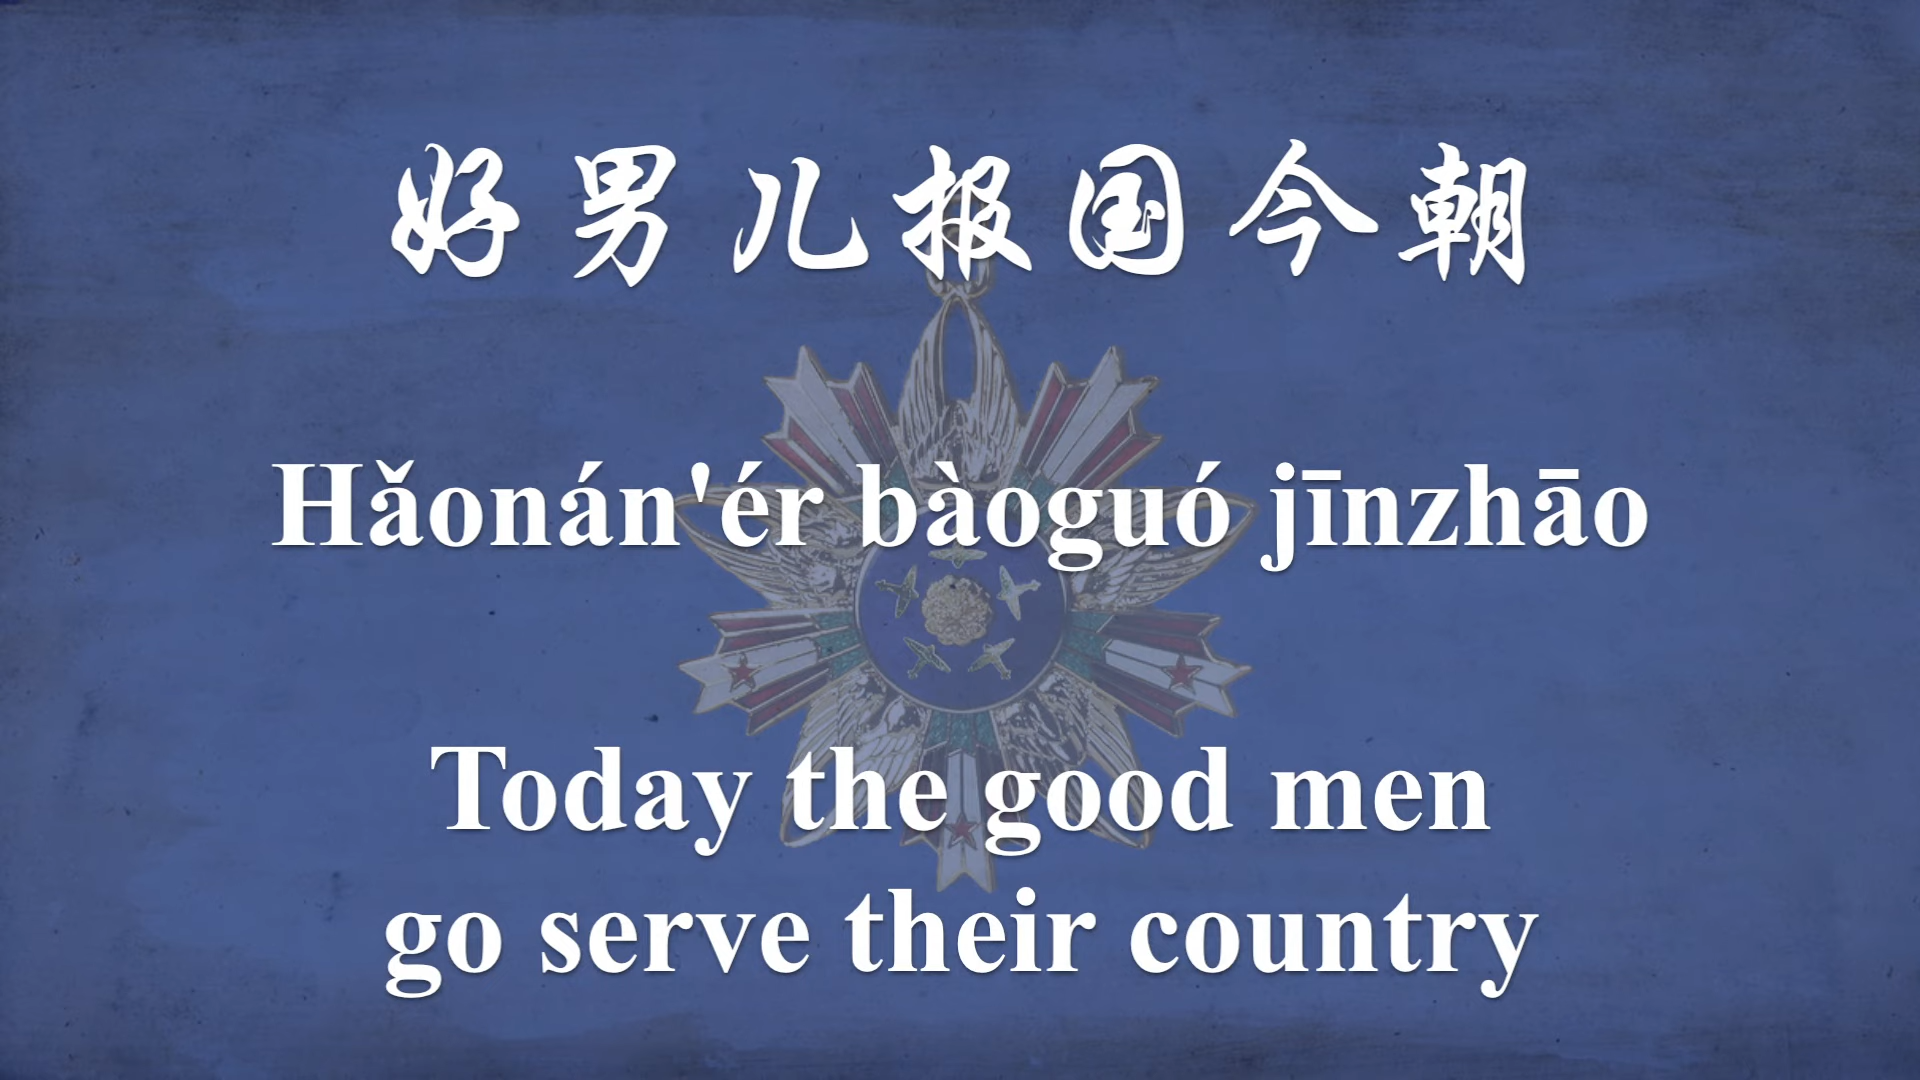 好男儿报国今朝
Hǎonán'ér bàoguó jīnzhāo
Today the good men
go serve their country